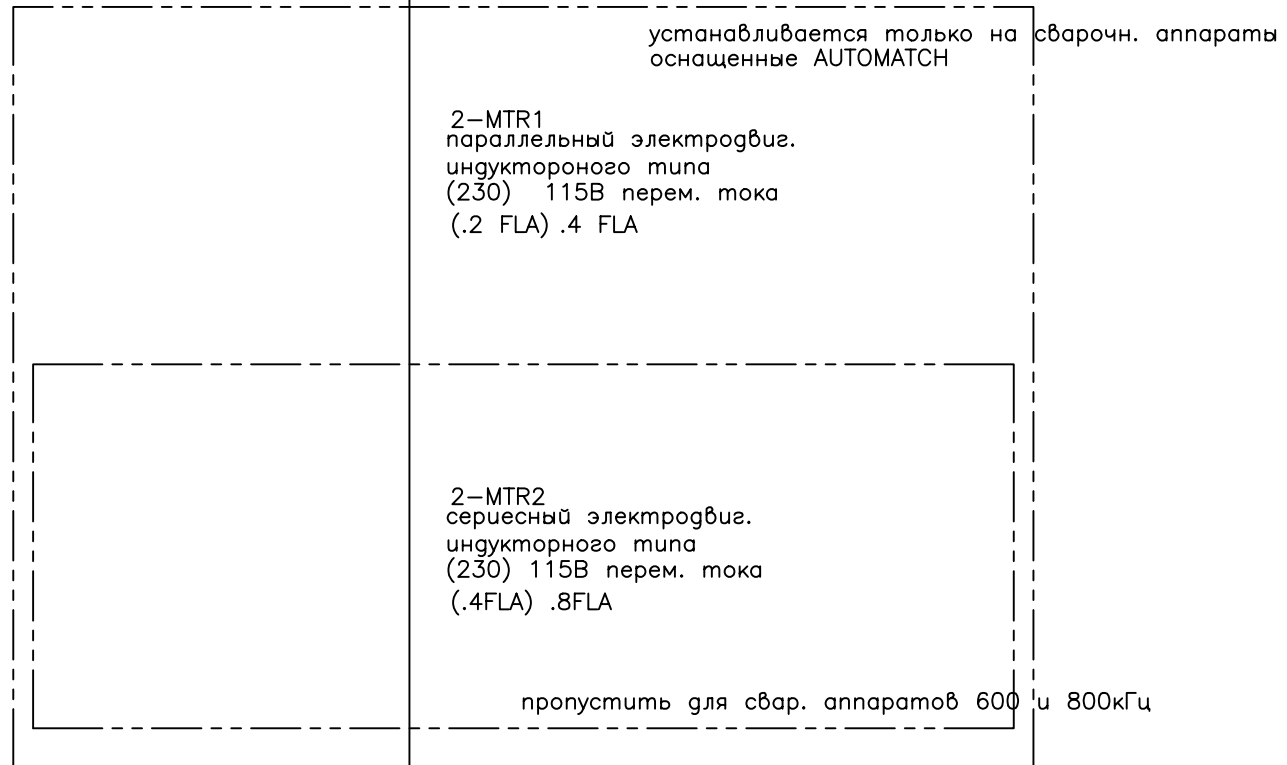 устанавливается только на сварочн. аппараты
оснащенные AUTOMATCH
2-MTR1
параллельный электродвиг.
индуктороного типа
(230) 115В перем. тока
(.2 FLA) .4 FLA
2-MTR2
сериесный электродвиг.
индукторного типа
(230) 115В перем. тока
(.4FLA) .8FLA
пропустить для свар. аппаратов 600 и 800кГц